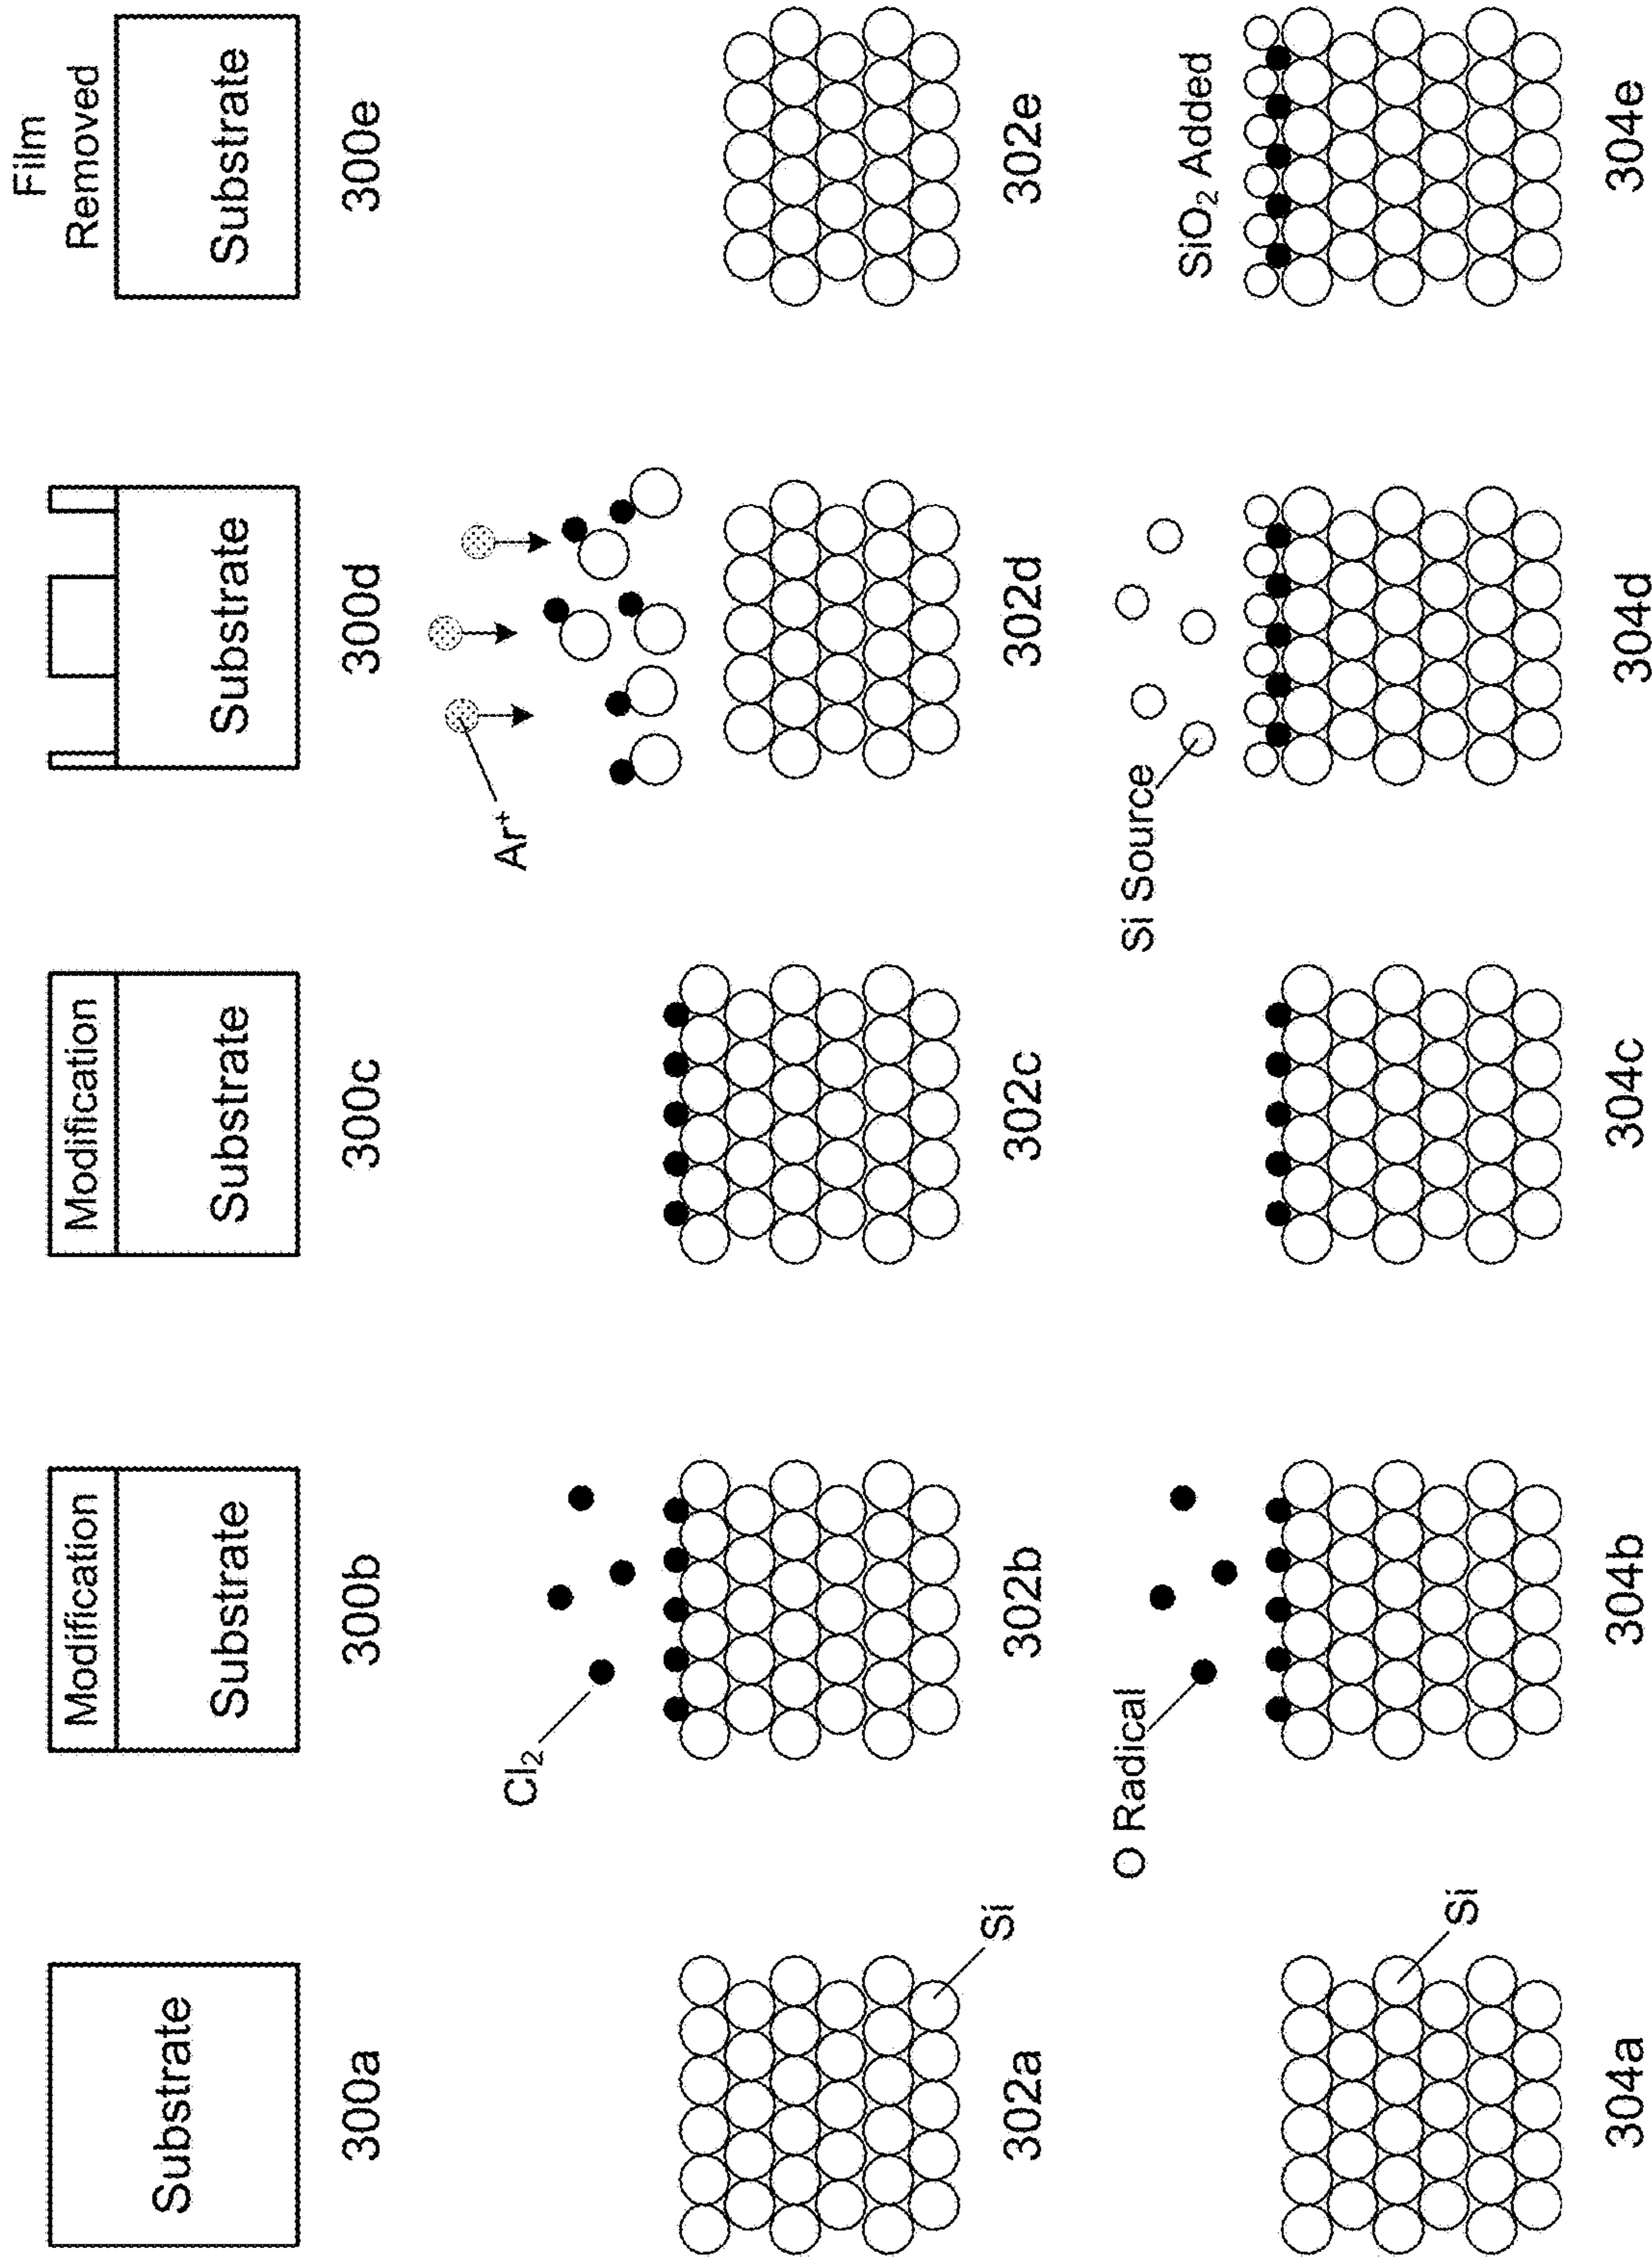 Substrate
300a
Modification
Substrate
300b
Modification
Substrate
300c
Substrate
300d
Film
Removed
Substrate
300e
Si
302a
Cl₂
302b
302c
Ar⁺
302d
302e
Si
304a
O Radical
304b
304c
Si Source
304d
SiO₂ Added
304e